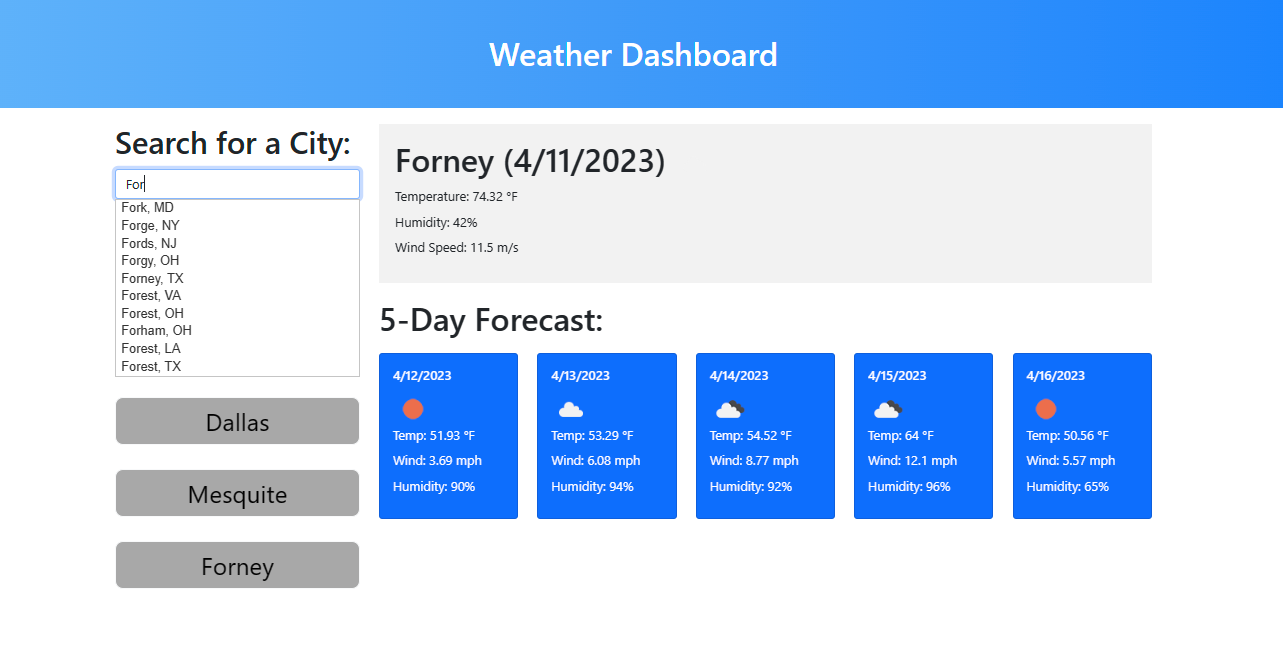 Weather Dashboard
Search for a City:
For
Fork, MD
Forge, NY
Fords, NJ
Forgy, OH
Forney, TX
Forest, VA
Forest, OH
Forham, OH
Forest, LA
Forest, TX
Dallas
Mesquite
Forney
Forney (4/11/2023)
Temperature: 74.32 °F
Humidity: 42%
Wind Speed: 11.5 m/s
5-Day Forecast:
4/12/2023
Temp: 51.93 °F
Wind: 3.69 mph
Humidity: 90%
4/13/2023
Temp: 53.29 °F
Wind: 6.08 mph
Humidity: 94%
4/14/2023
Temp: 54.52 °F
Wind: 8.77 mph
Humidity: 92%
4/15/2023
Temp: 64 °F
Wind: 12.1 mph
Humidity: 96%
4/16/2023
Temp: 50.56 °F
Wind: 5.57 mph
Humidity: 65%